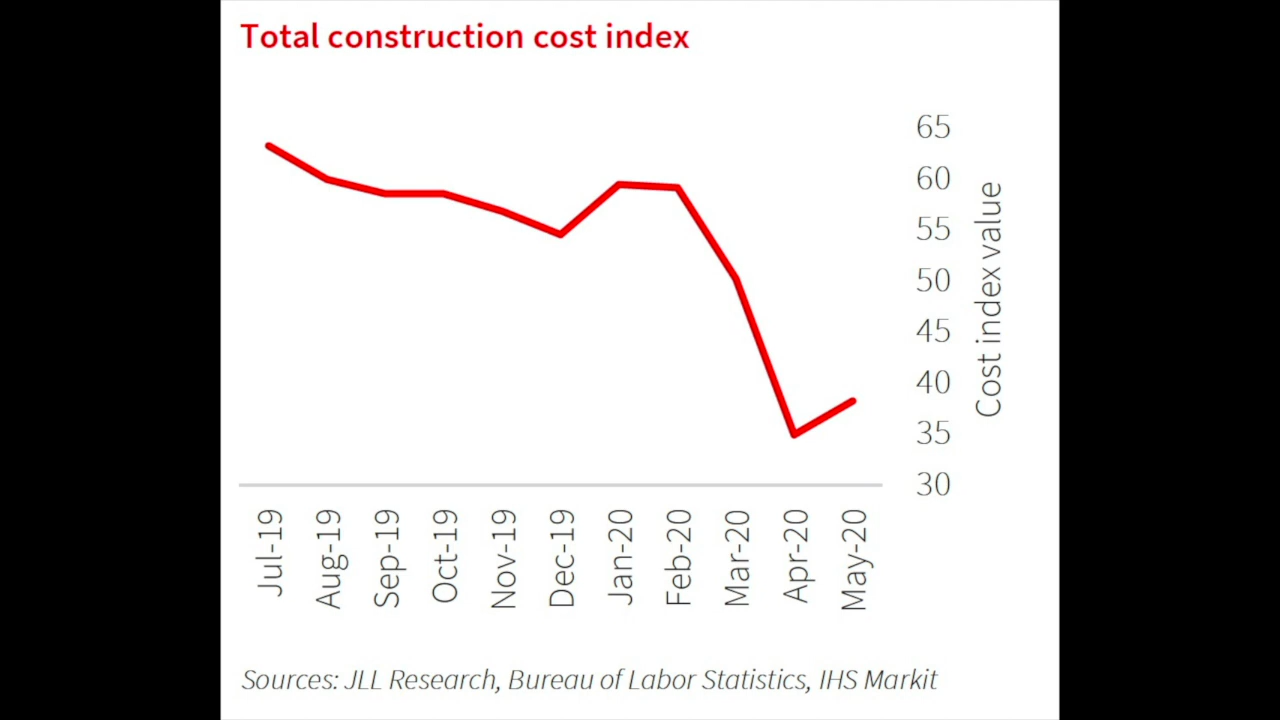 Total construction cost index
65
60
55
50
45
40
35
30
Cost index value
Jul-19
Aug-19
Sep-19
Oct-19
Nov-19
Dec-19
Jan-20
Feb-20
Mar-20
Apr-20
May-20
Sources: JLL Research, Bureau of Labor Statistics, IHS Markit